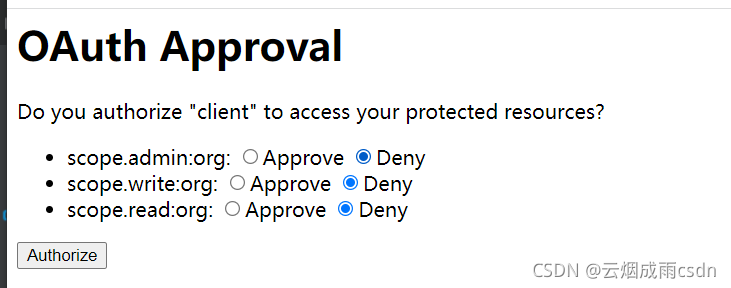 OAuth Approval
Do you authorize "client" to access your protected resources?
scope.admin:org: Approve Deny
scope.write:org: Approve Deny
scope.read:org: Approve Deny
Authorize
CSDN @云烟成雨csdn